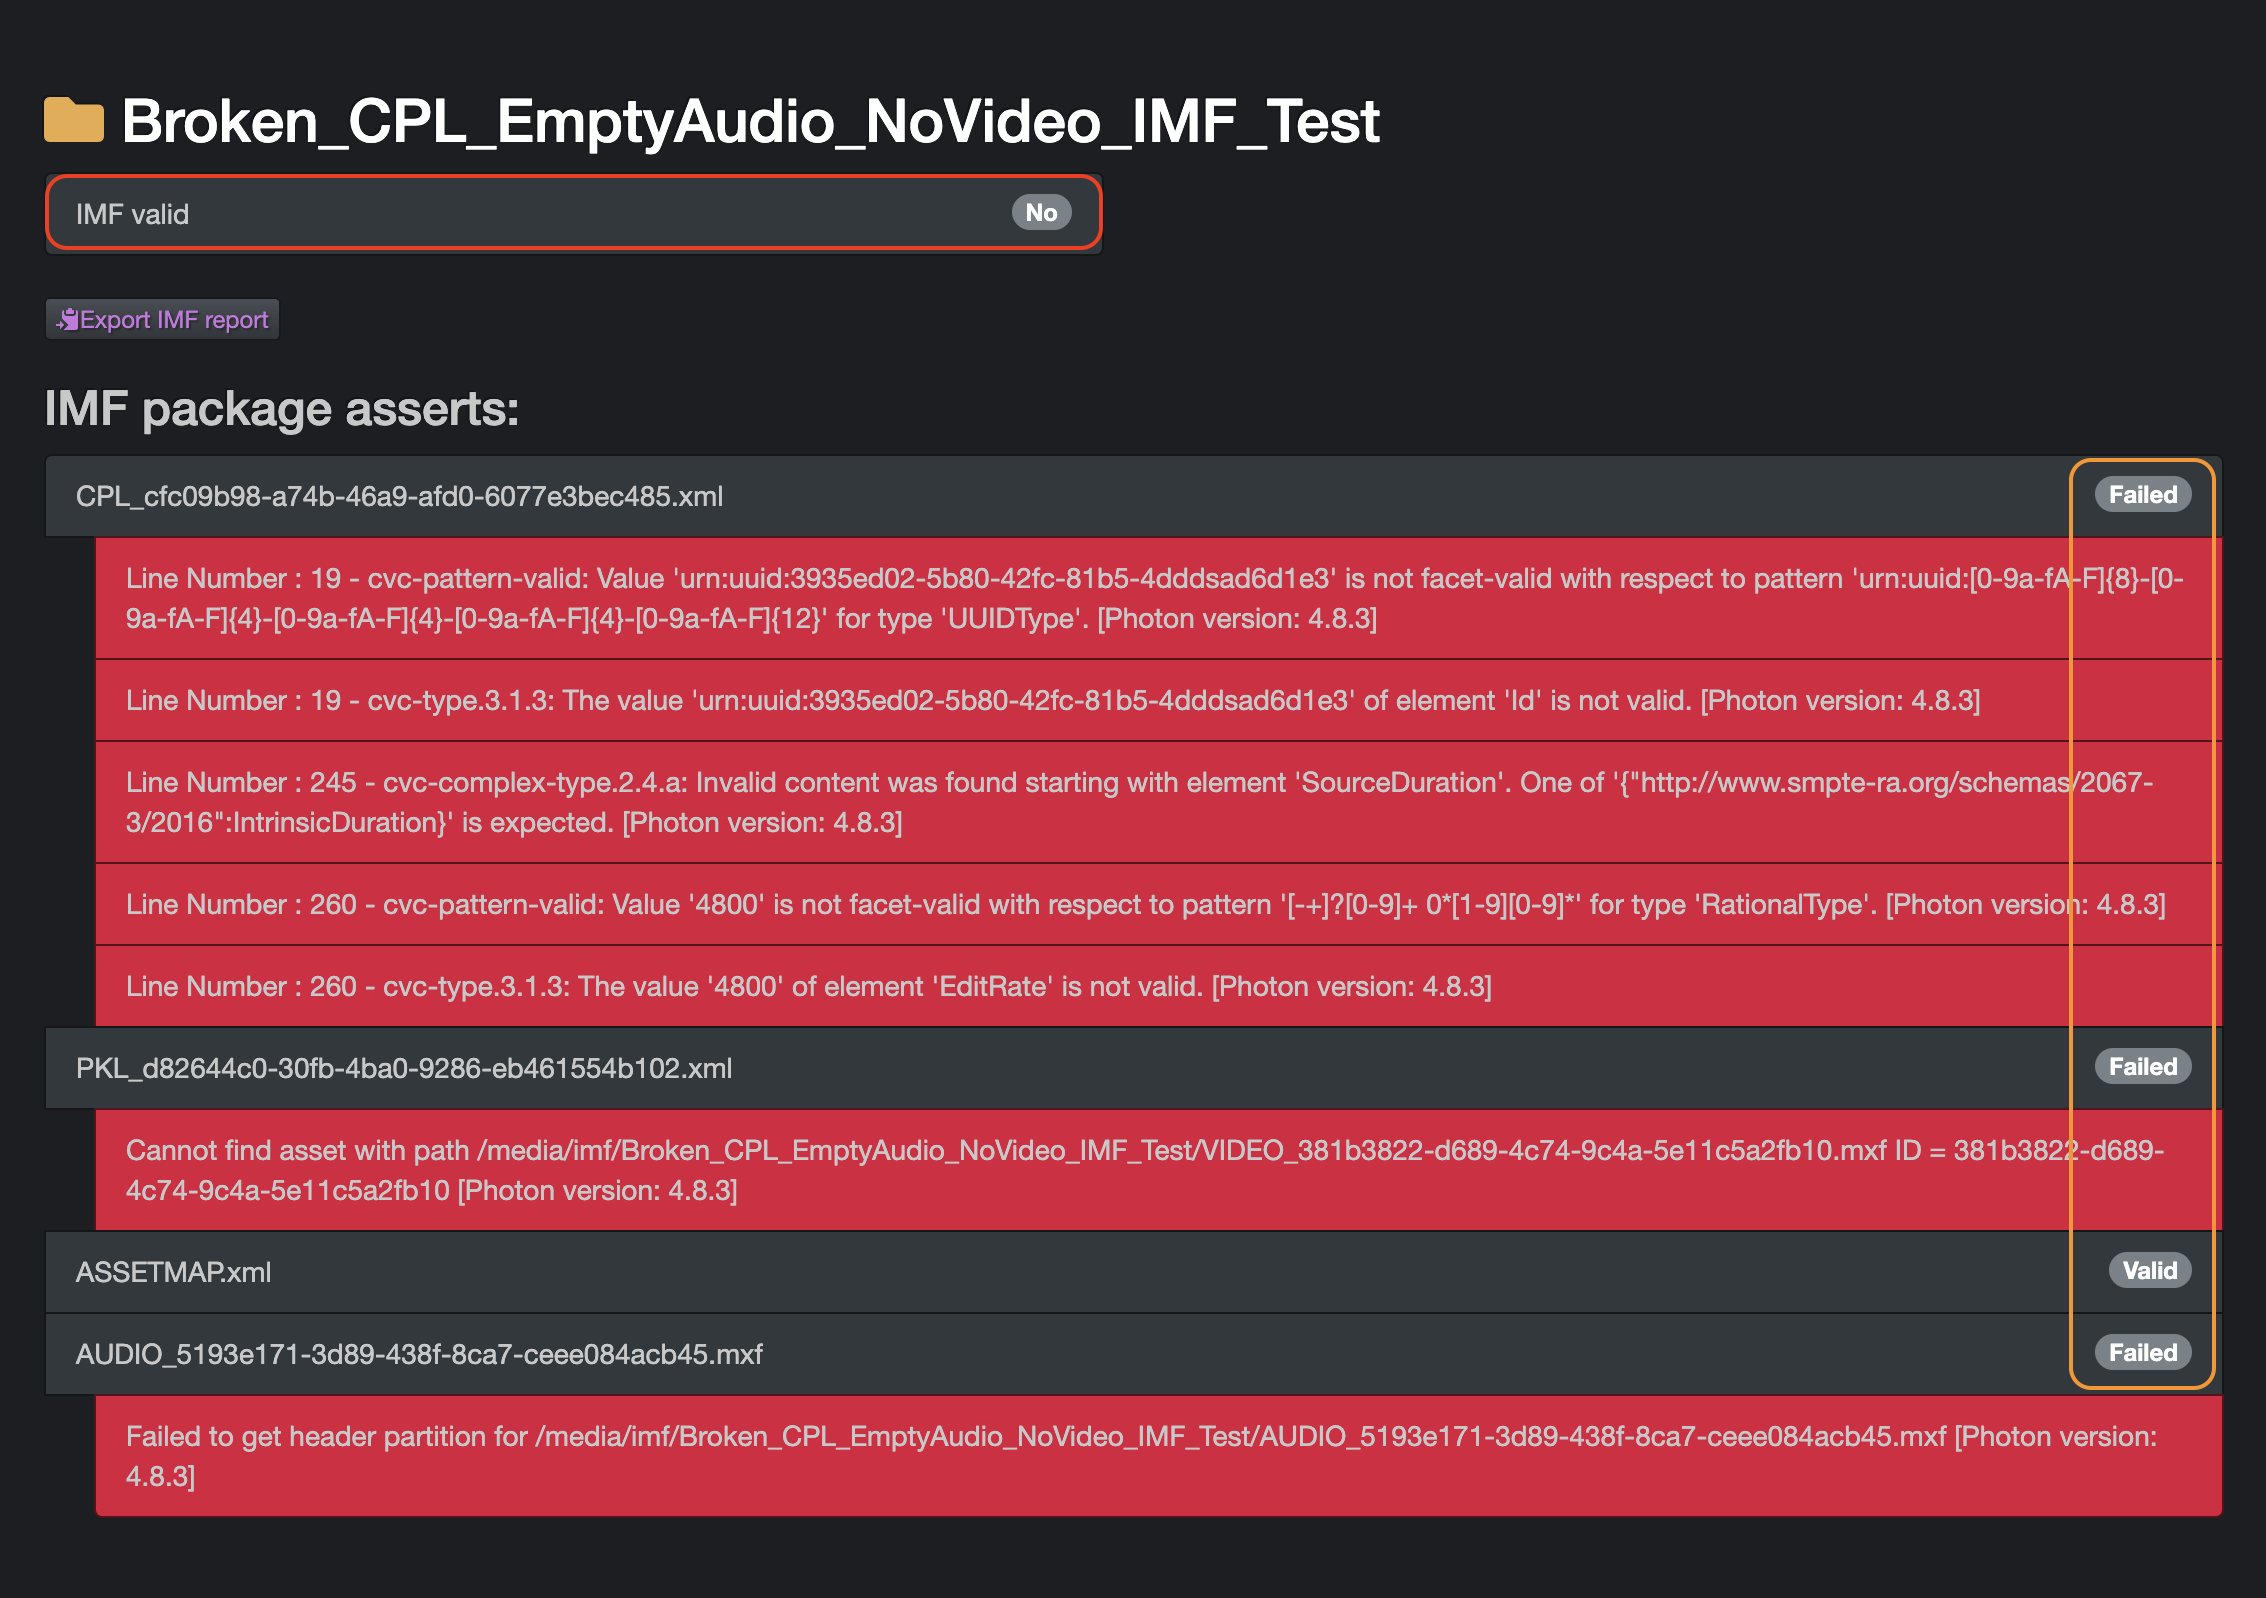 Broken_CPL_EmptyAudio_NoVideo_IMF_Test
IMF valid No
Export IMF report
IMF package asserts:
CPL_cfc09b98-a74b-46a9-afd0-6077e3bec485.xml Failed
Line Number : 19 - cvc-pattern-valid: Value 'urn:uuid:3935ed02-5b80-42fc-81b5-4dddsad6d1e3' is not facet-valid with respect to pattern 'urn:uuid:[0-9a-fA-F]{8}-[0-
9a-fA-F]{4}-[0-9a-fA-F]{4}-[0-9a-fA-F]{4}-[0-9a-fA-F]{12}' for type 'UUIDType'. [Photon version: 4.8.3]
Line Number : 19 - cvc-type.3.1.3: The value 'urn:uuid:3935ed02-5b80-42fc-81b5-4dddsad6d1e3' of element 'Id' is not valid. [Photon version: 4.8.3]
Line Number : 245 - cvc-complex-type.2.4.a: Invalid content was found starting with element 'SourceDuration'. One of '{"http://www.smpte-ra.org/schemas/2067-
3/2016":IntrinsicDuration}' is expected. [Photon version: 4.8.3]
Line Number : 260 - cvc-pattern-valid: Value '4800' is not facet-valid with respect to pattern '[-+]?[0-9]+ 0*[1-9][0-9]*' for type 'RationalType'. [Photon version: 4.8.3]
Line Number : 260 - cvc-type.3.1.3: The value '4800' of element 'EditRate' is not valid. [Photon version: 4.8.3]
PKL_d82644c0-30fb-4ba0-9286-eb461554b102.xml Failed
Cannot find asset with path /media/imf/Broken_CPL_EmptyAudio_NoVideo_IMF_Test/VIDEO_381b3822-d689-4c74-9c4a-5e11c5a2fb10.mxf ID = 381b3822-d689-
4c74-9c4a-5e11c5a2fb10 [Photon version: 4.8.3]
ASSETMAP.xml Valid
AUDIO_5193e171-3d89-438f-8ca7-ceee084acb45.mxf Failed
Failed to get header partition for /media/imf/Broken_CPL_EmptyAudio_NoVideo_IMF_Test/AUDIO_5193e171-3d89-438f-8ca7-ceee084acb45.mxf [Photon version:
4.8.3]